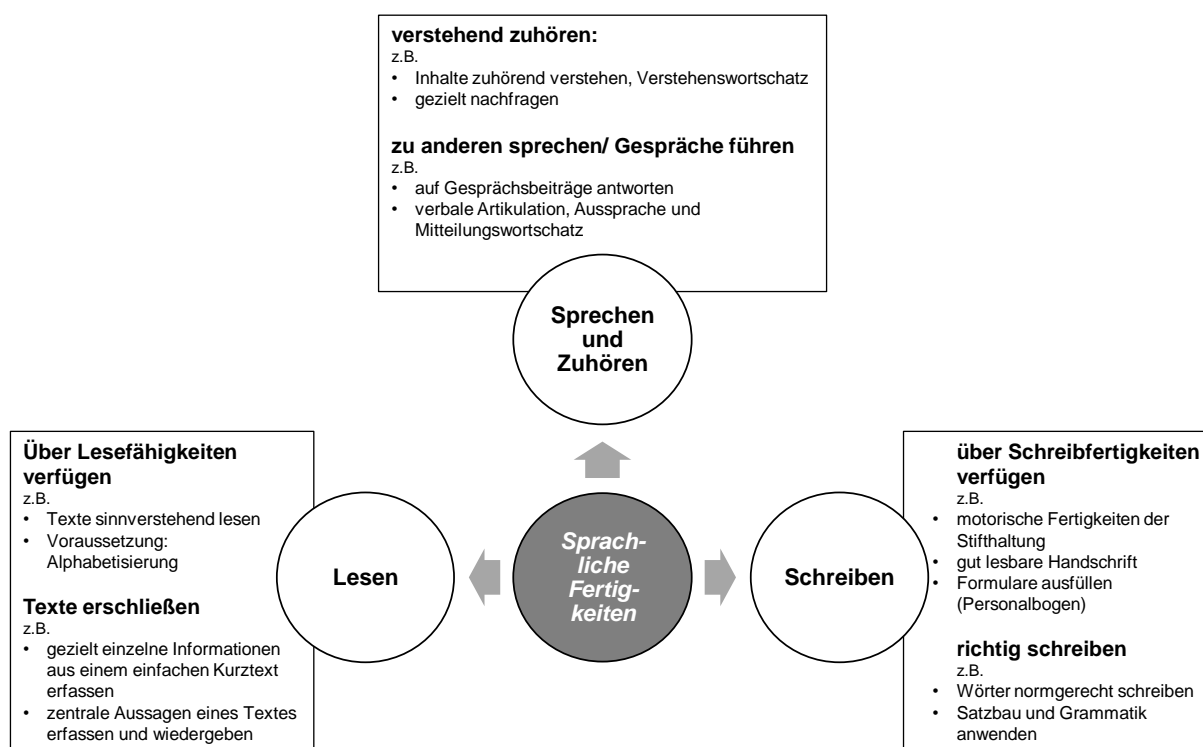 verstehend zuhören:
z.B.
• Inhalte zuhörend verstehen, Verstehenswortschatz
• gezielt nachfragen
zu anderen sprechen/ Gespräche führen
z.B.
• auf Gesprächsbeiträge antworten
• verbale Artikulation, Aussprache und
Mitteilungswortschatz
Sprechen
und
Zuhören
Über Lesefähigkeiten
verfügen
z.B.
• Texte sinnverstehend lesen
• Voraussetzung:
Alphabetisierung
Texte erschließen
z.B.
• gezielt einzelne Informationen
aus einem einfachen Kurztext
erfassen
• zentrale Aussagen eines Textes
erfassen und wiedergeben
Lesen
Sprach-
liche
Fertig-
keiten
Schreiben
über Schreibfertigkeiten
verfügen
z.B.
• motorische Fertigkeiten der
Stifthaltung
• gut lesbare Handschrift
• Formulare ausfüllen
(Personalbogen)
richtig schreiben
z.B.
• Wörter normgerecht schreiben
• Satzbau und Grammatik
anwenden